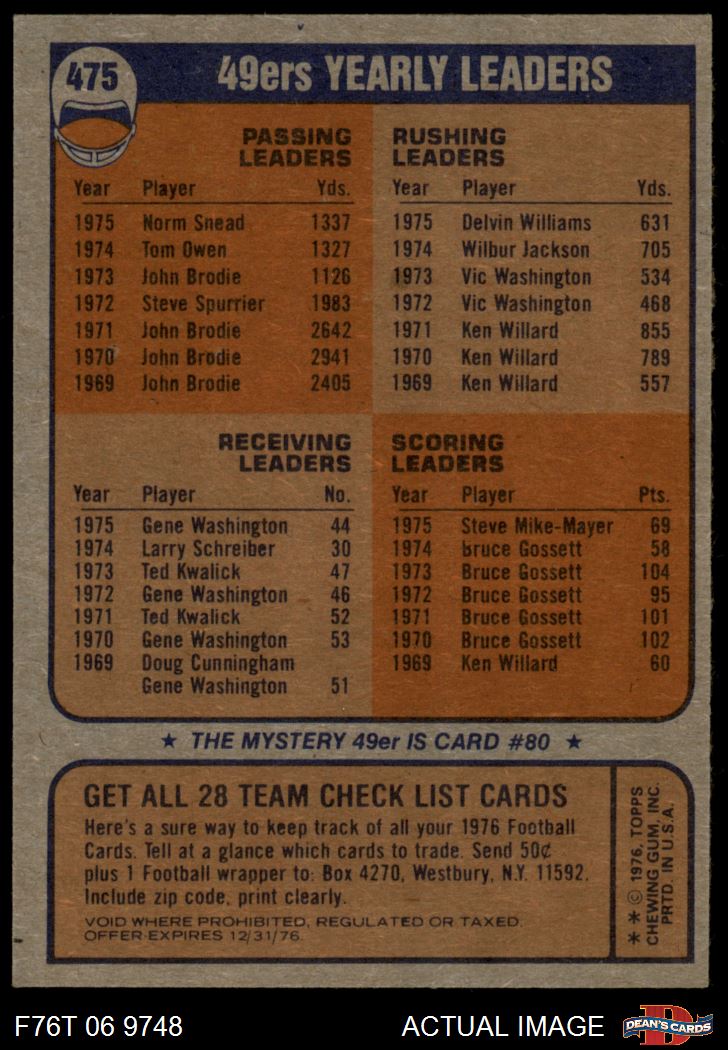 475
49ers YEARLY LEADERS
PASSING
LEADERS
Year Player Yds.
1975 Norm Snead 1337
1974 Tom Owen 1327
1973 John Brodie 1126
1972 Steve Spurrier 1983
1971 John Brodie 2642
1970 John Brodie 2941
1969 John Brodie 2405
RUSHING
LEADERS
Year Player Yds.
1975 Delvin Williams 631
1974 Wilbur Jackson 705
1973 Vic Washington 534
1972 Vic Washington 468
1971 Ken Willard 855
1970 Ken Willard 789
1969 Ken Willard 557
RECEIVING
LEADERS
Year Player No.
1975 Gene Washington 44
1974 Larry Schreiber 30
1973 Ted Kwalick 47
1972 Gene Washington 46
1971 Ted Kwalick 52
1970 Gene Washington 53
1969 Doug Cunningham
Gene Washington 51
SCORING
LEADERS
Year Player Pts.
1975 Steve Mike-Mayer 69
1974 Bruce Gossett 58
1973 Bruce Gossett 104
1972 Bruce Gossett 95
1971 Bruce Gossett 101
1970 Bruce Gossett 102
1969 Ken Willard 60
★ THE MYSTERY 49er IS CARD #80 ★
GET ALL 28 TEAM CHECK LIST CARDS
Here's a sure way to keep track of all your 1976 Football
Cards. Tell at a glance which cards to trade. Send 50¢
plus 1 Football wrapper to: Box 4270, Westbury, N.Y. 11592.
Include zip code, print clearly.
VOID WHERE PROHIBITED, REGULATED OR TAXED.
OFFER EXPIRES 12/31/76.
** © 1976, TOPPS
CHEWING GUM, INC.
PRTD. IN U.S.A.
F76T 06 9748
ACTUAL IMAGE
D
DEAN'S CARDS